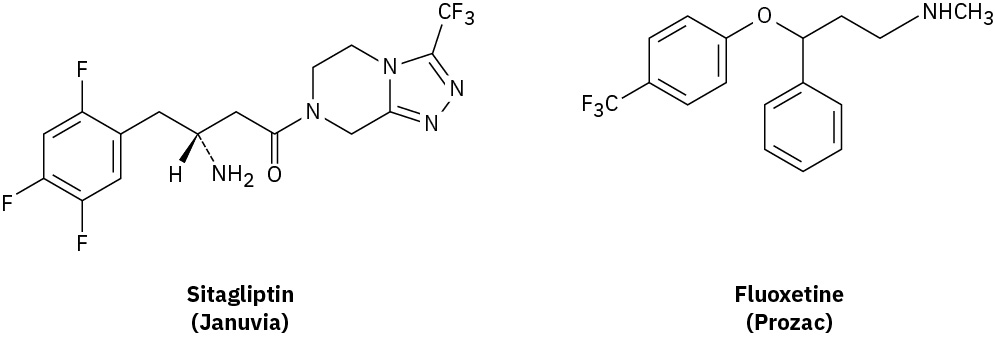 CF3
F
N
N
N
N
H
NH2
O
F
F
Sitagliptin
(Januvia)
O
NHCH3
F3C
Fluoxetine
(Prozac)